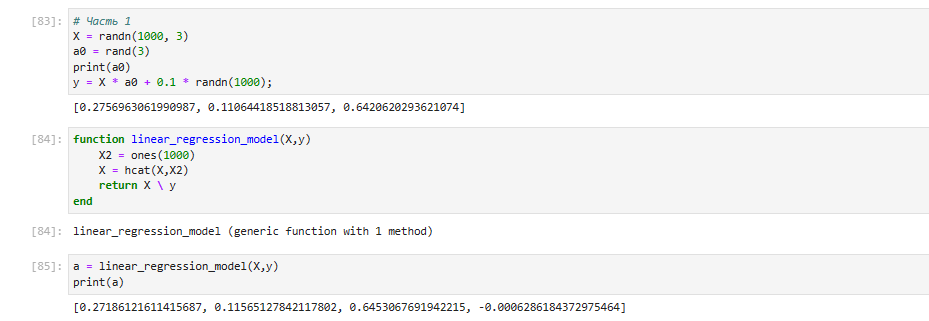 [83]: # Часть 1
X = randn(1000, 3)
a0 = rand(3)
print(a0)
y = X * a0 + 0.1 * randn(1000);
[0.2756963061990987, 0.11064418518813057, 0.6420620293621074]
[84]: function linear_regression_model(X,y)
    X2 = ones(1000)
    X = hcat(X,X2)
    return X \ y
end
[84]: linear_regression_model (generic function with 1 method)
[85]: a = linear_regression_model(X,y)
print(a)
[0.27186121611415687, 0.11565127842117802, 0.6453067691942215, -0.0006286184372975464]